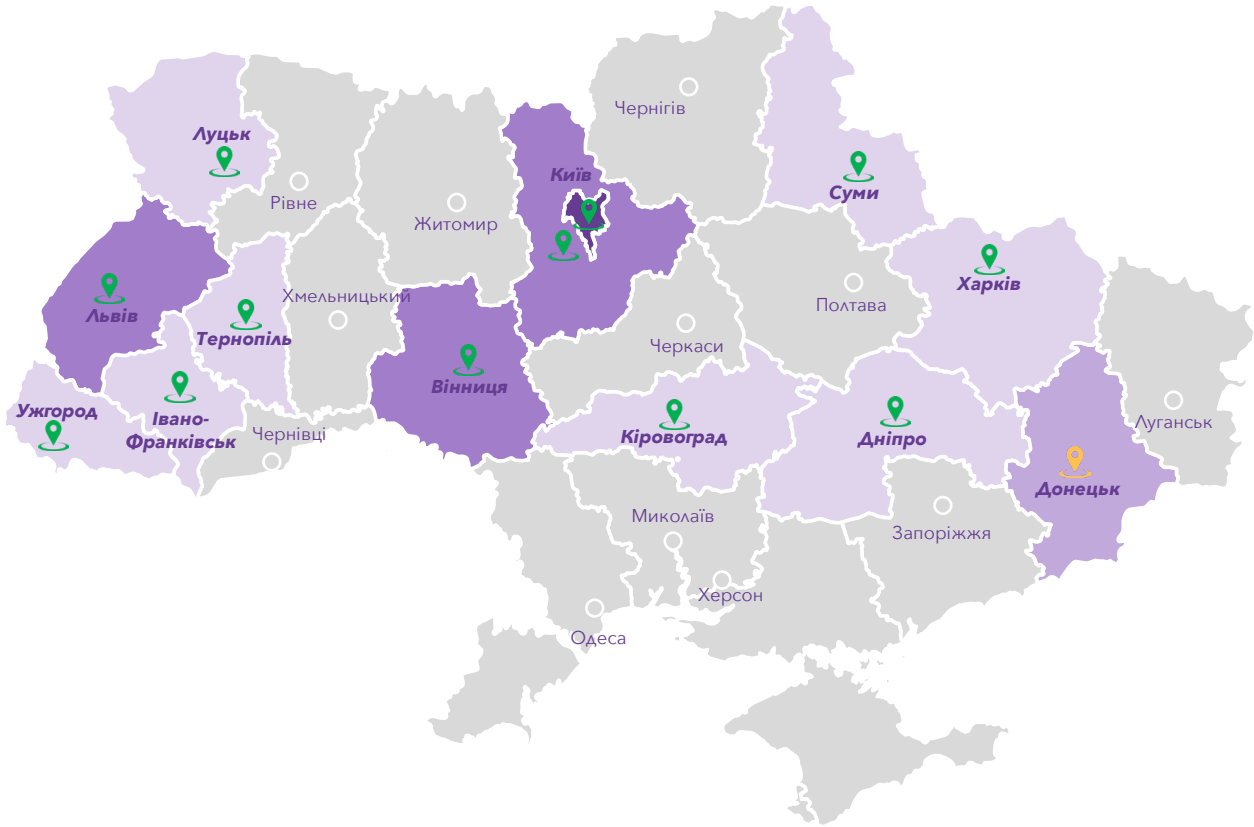 Чернігів
Луцьк
Київ
Суми
Рівне
Житомир
Харків
Хмельницький
Полтава
Львів
Тернопіль
Черкаси
Вінниця
Ужгород
Івано-
Франківськ
Чернівці
Кіровоград
Дніпро
Луганськ
Донецьк
Миколаїв
Запоріжжя
Херсон
Одеса